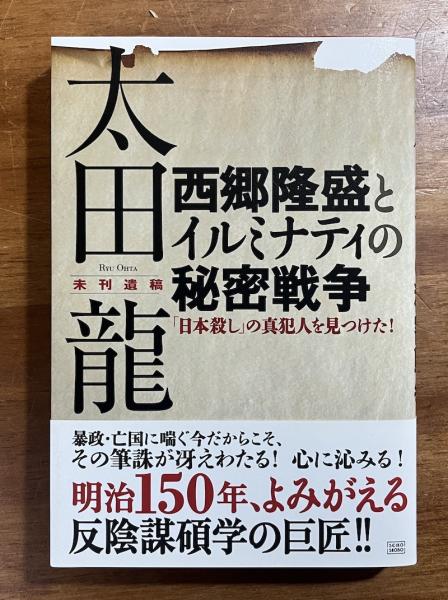 太田龍
RYU OHTA
未刊遺稿
西郷隆盛と
イルミナティの
秘密戦争
「日本殺し」の真犯人を見つけた!
暴政・亡国に喘ぐ今だからこそ、
その筆誅が冴えわたる! 心に沁みる!
明治150年、よみがえる
反陰謀碩学の巨匠!!
SEIKO
SHOBO